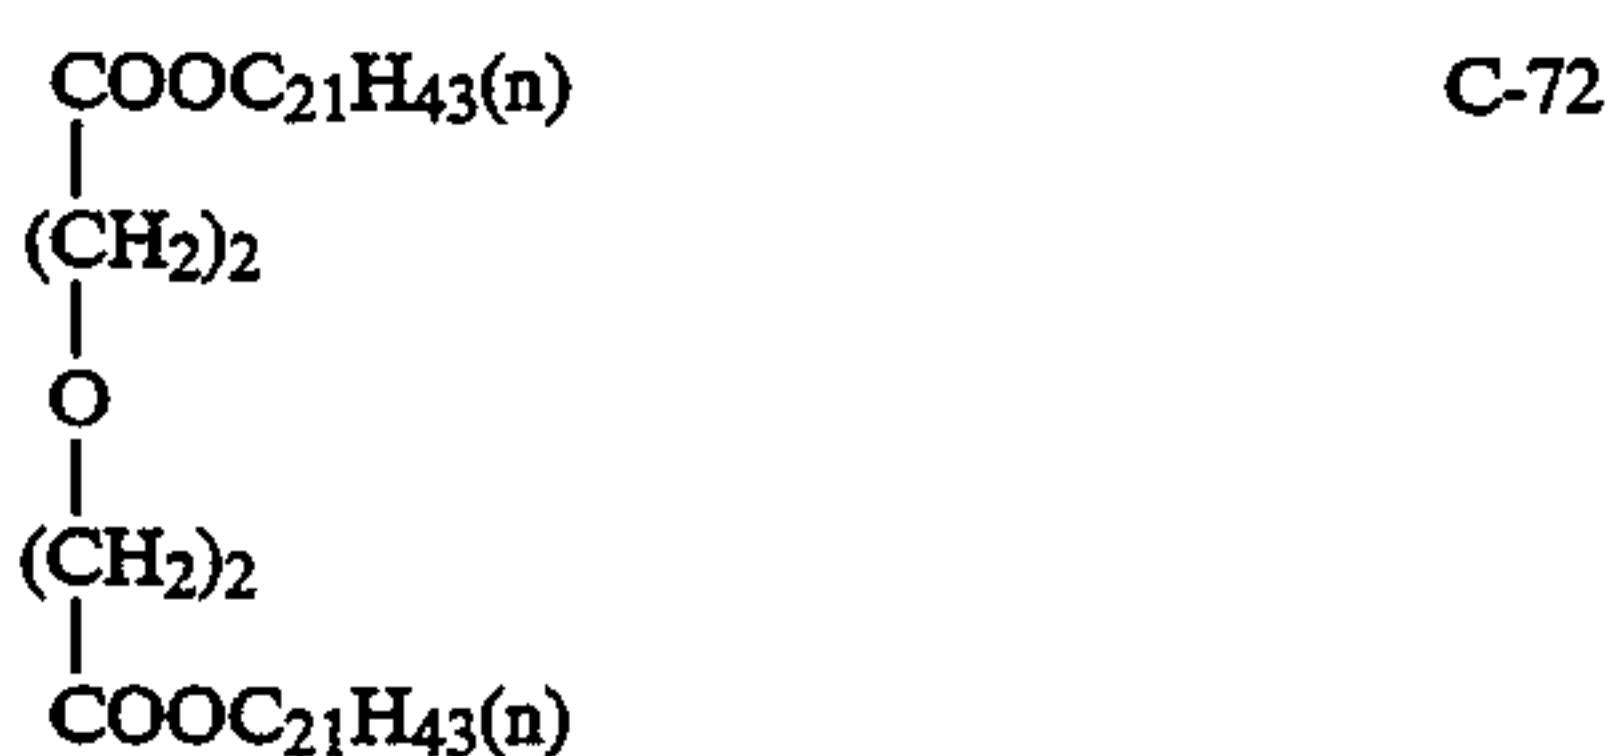 COOC₂₁H₄₃(n) C-72
(CH₂)₂
O
(CH₂)₂
COOC₂₁H₄₃(n)